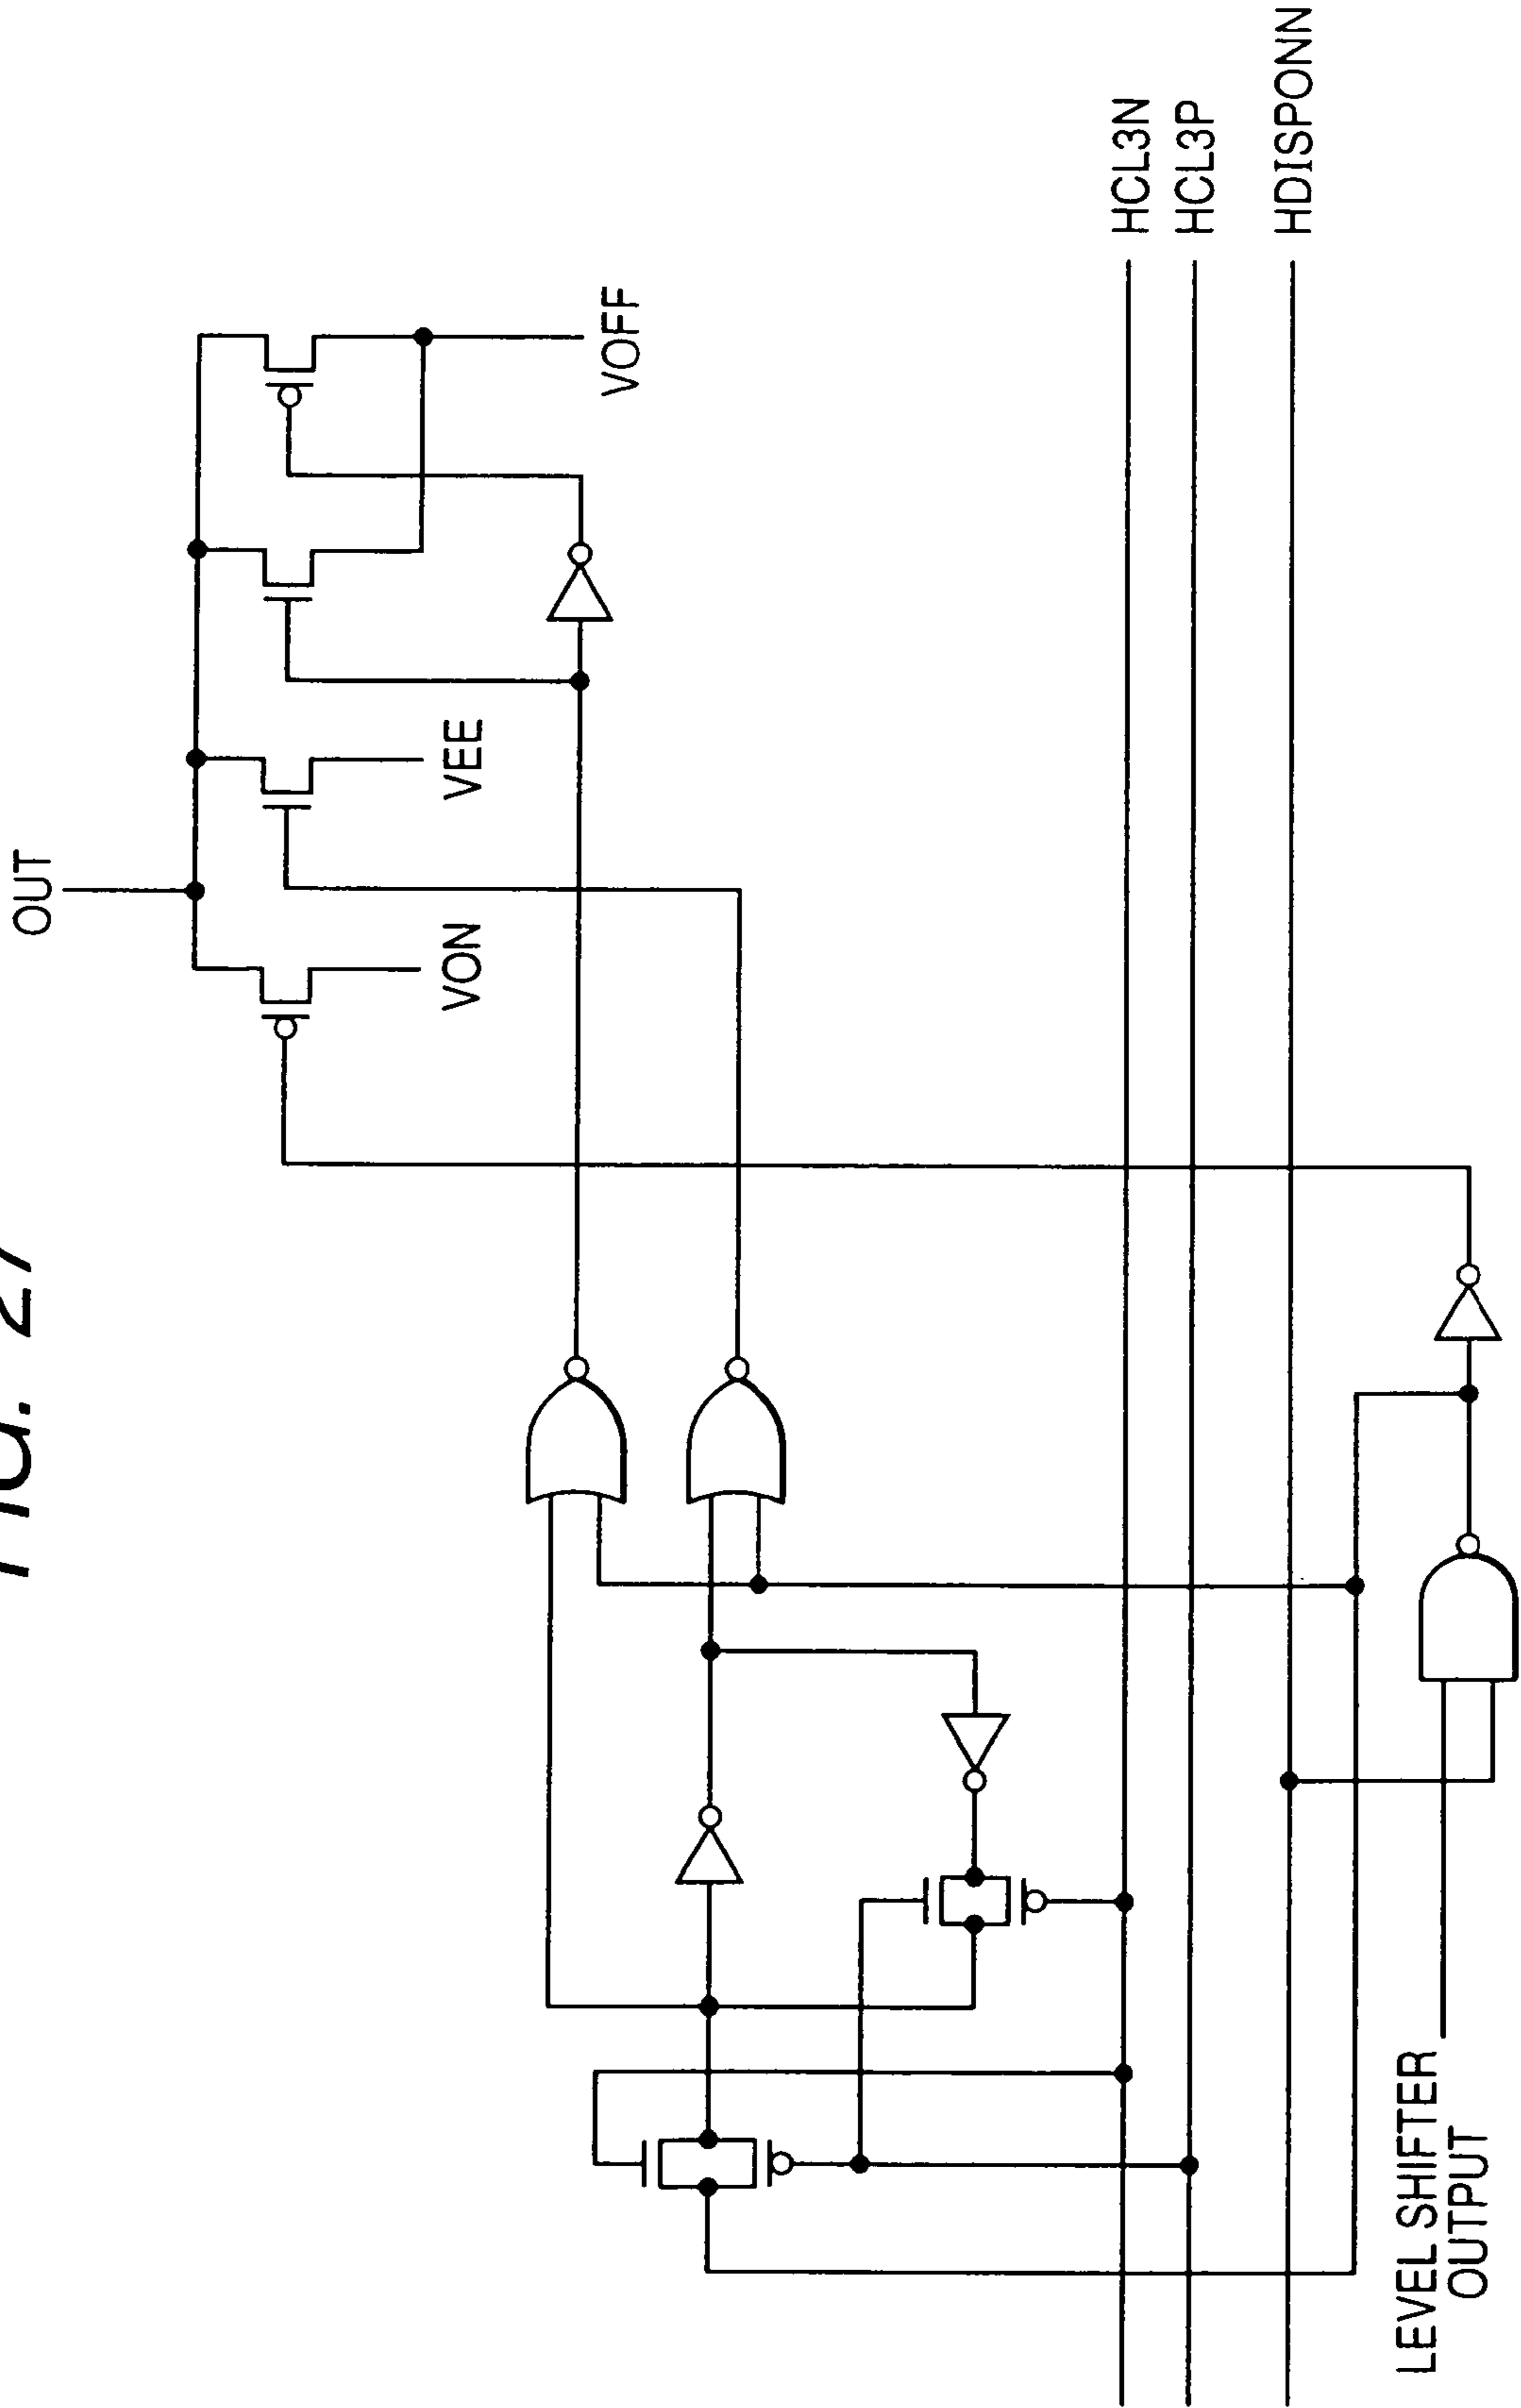 FIG. 27
OUT
VON
VEE
VOFF
HCL3N
HCL3P
HDISPONN
LEVEL SHIFTER
OUTPUT